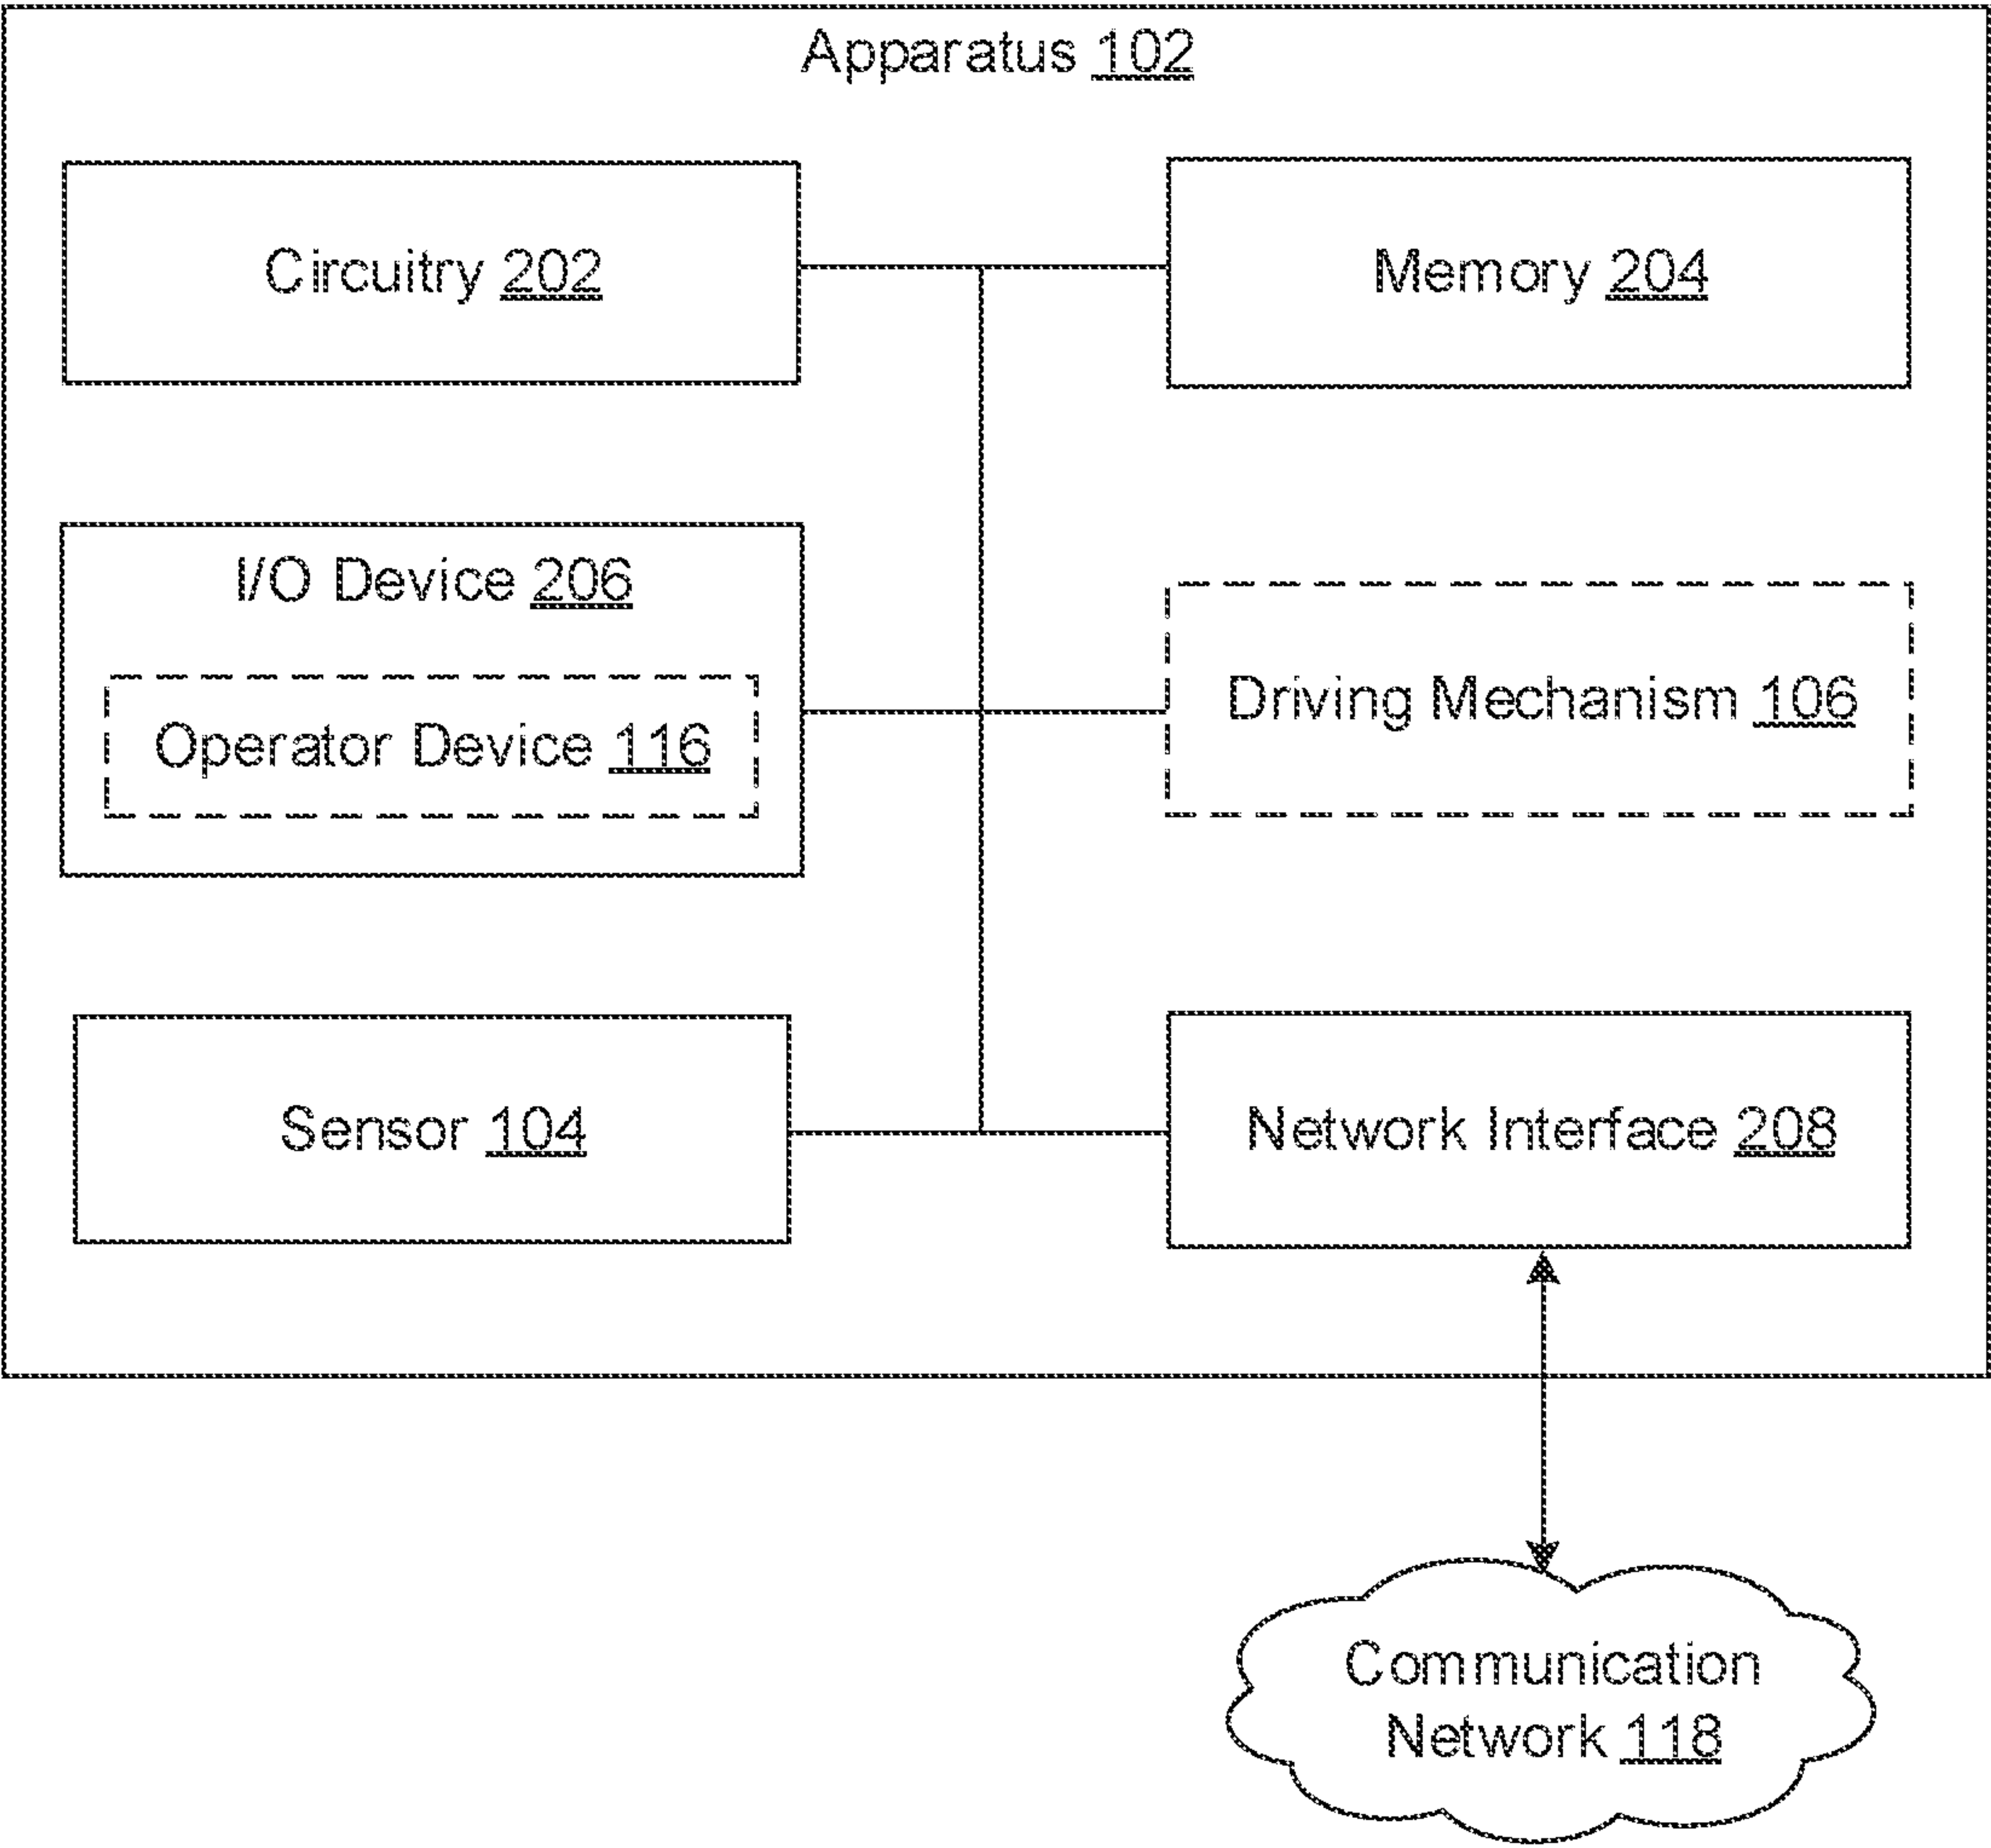 Apparatus 102
Circuitry 202
Memory 204
I/O Device 206
Operator Device 116
Driving Mechanism 106
Sensor 104
Network Interface 208
Communication
Network 118